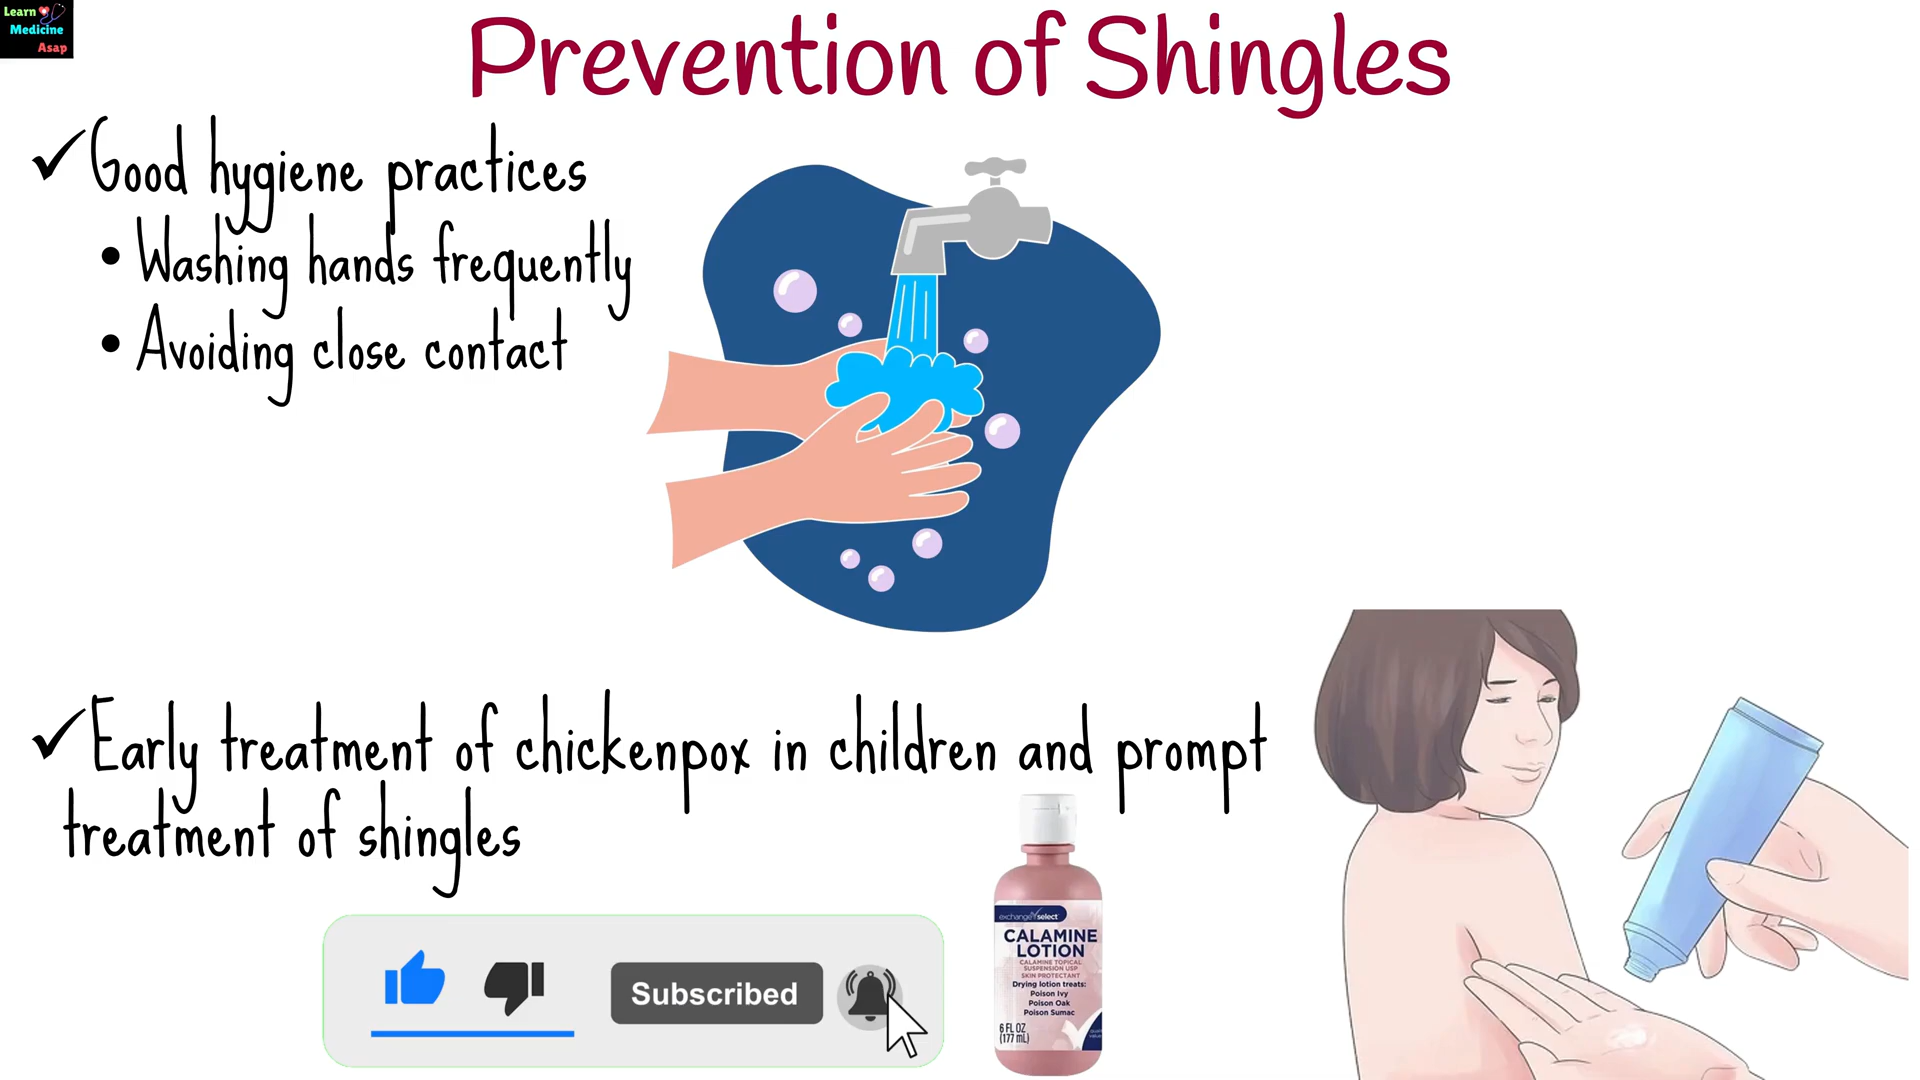 Learn
Medicine
Asap
Prevention of Shingles
✓Good hygiene practices
• Washing hands frequently
• Avoiding close contact
✓Early treatment of chickenpox in children and prompt
treatment of shingles
Subscribed
exchange select
CALAMINE
LOTION
CALAMINE TOPICAL
SUSPENSION USP
SKIN PROTECTANT
Drying lotion treats:
Poison Ivy
Poison Oak
Poison Sumac
6 FL OZ
(177 mL)